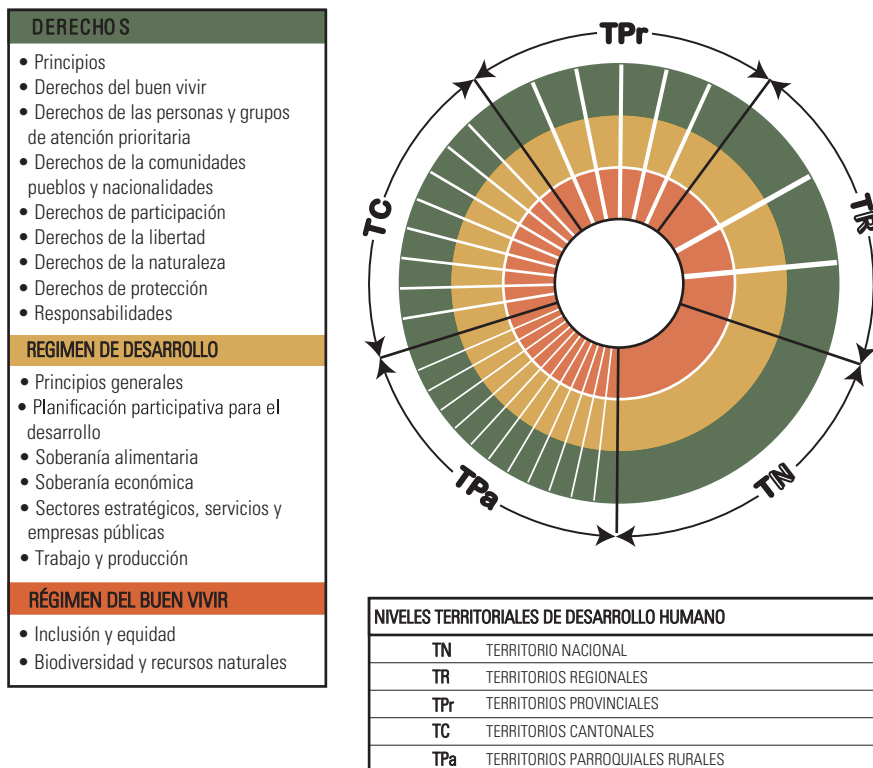 DERECHOS
• Principios
• Derechos del buen vivir
• Derechos de las personas y grupos
de atención prioritaria
• Derechos de la comunidades
pueblos y nacionalidades
• Derechos de participación
• Derechos de la libertad
• Derechos de la naturaleza
• Derechos de protección
• Responsabilidades
REGIMEN DE DESARROLLO
• Principios generales
• Planificación participativa para el
desarrollo
• Soberanía alimentaria
• Soberanía económica
• Sectores estratégicos, servicios y
empresas públicas
• Trabajo y producción
RÉGIMEN DEL BUEN VIVIR
• Inclusión y equidad
• Biodiversidad y recursos naturales
TPr
TC
TR
TPa
TN
NIVELES TERRITORIALES DE DESARROLLO HUMANO
TN TERRITORIO NACIONAL
TR TERRITORIOS REGIONALES
TPr TERRITORIOS PROVINCIALES
TC TERRITORIOS CANTONALES
TPa TERRITORIOS PARROQUIALES RURALES